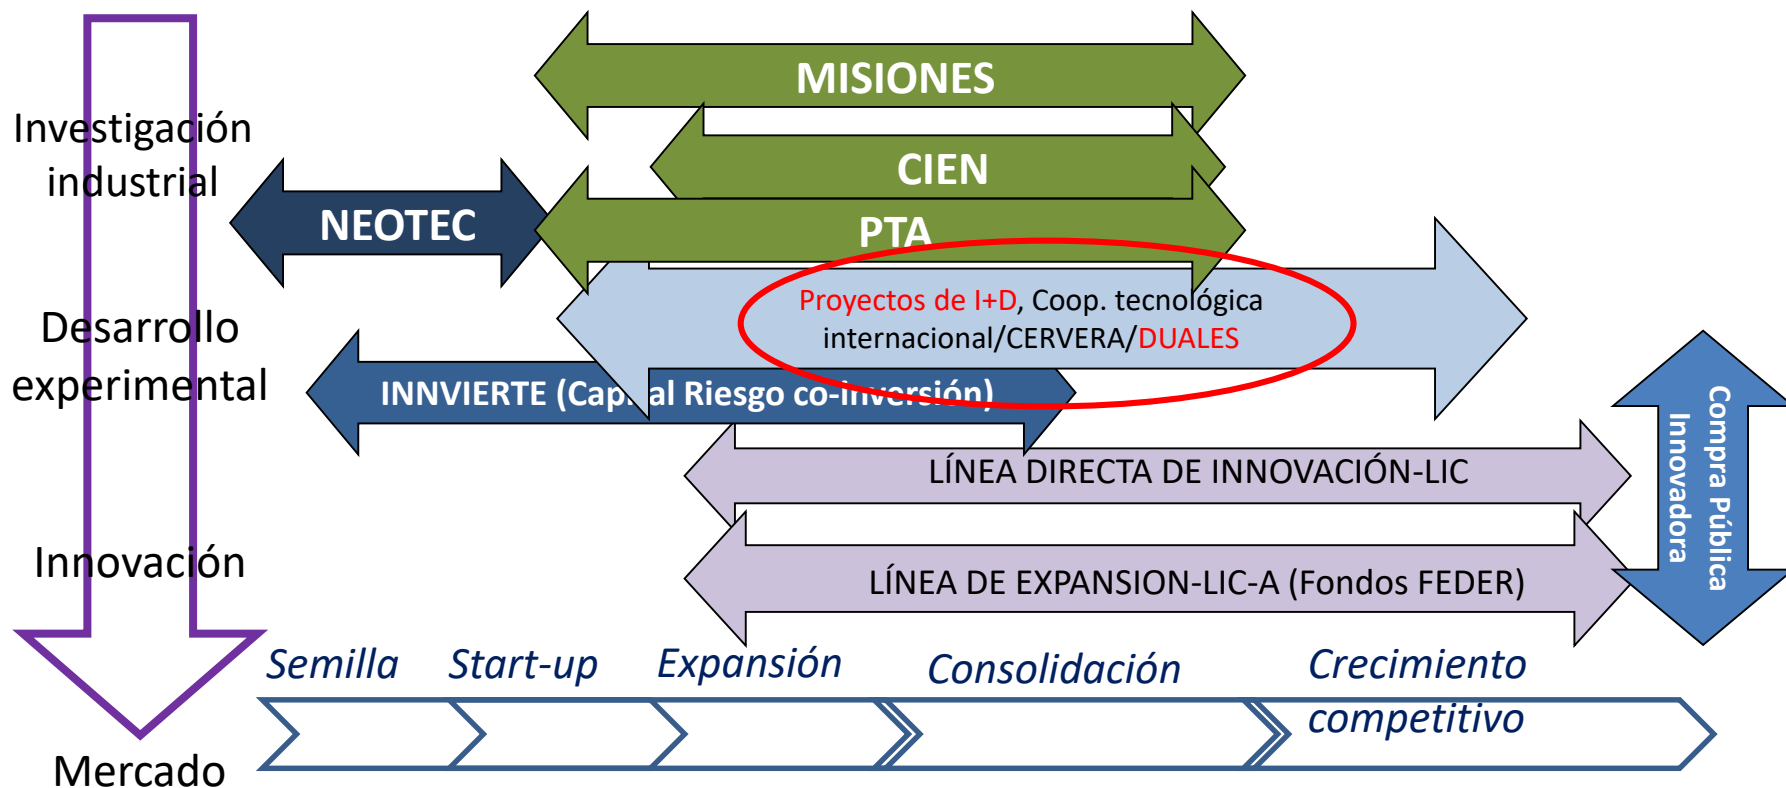 MISIONES
Investigación
industrial
CIEN
NEOTEC
PTA
Proyectos de I+D, Coop. tecnológica
internacional/CERVERA/DUALES
Desarrollo
experimental
INNVIERTE (Capital Riesgo co-inversión)
Compra Pública
Innovadora
LÍNEA DIRECTA DE INNOVACIÓN-LIC
Innovación
LÍNEA DE EXPANSION-LIC-A (Fondos FEDER)
Semilla
Start-up
Expansión
Consolidación
Crecimiento
competitivo
Mercado